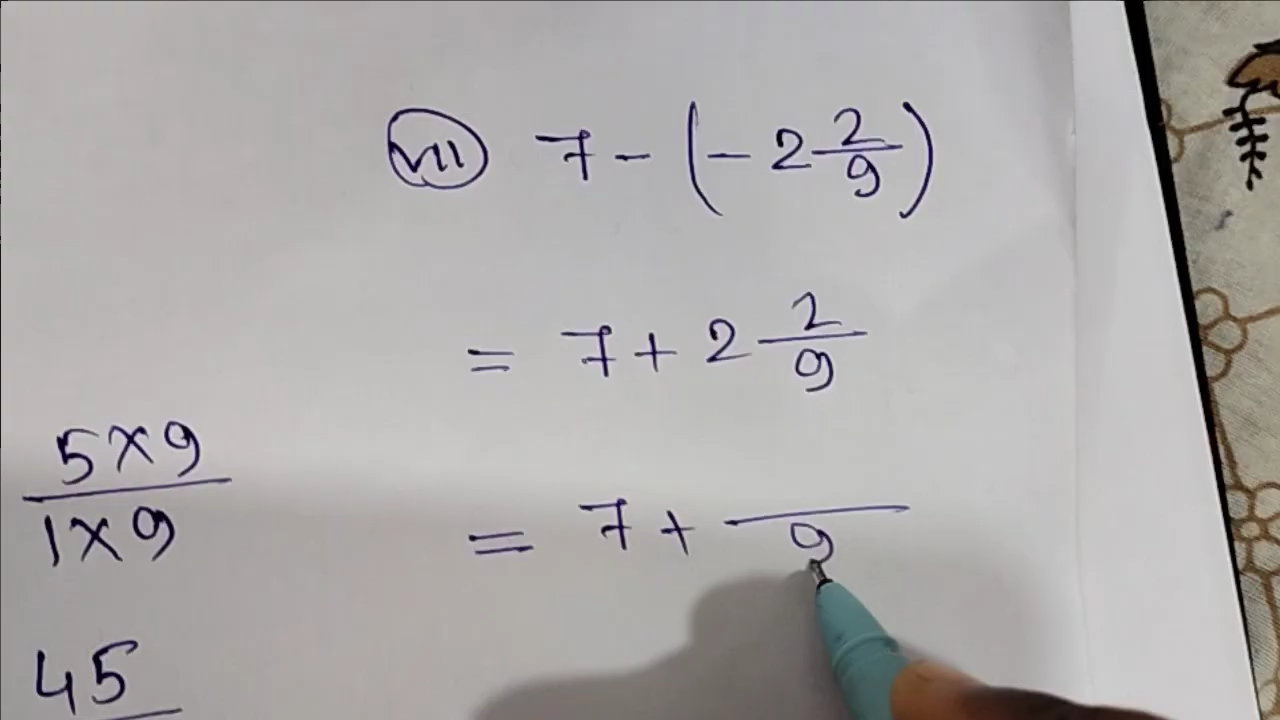 VII 7 - (- 2 2/9)
= 7 + 2 2/9
5 × 9 / 1 × 9
= 7 + /9
45